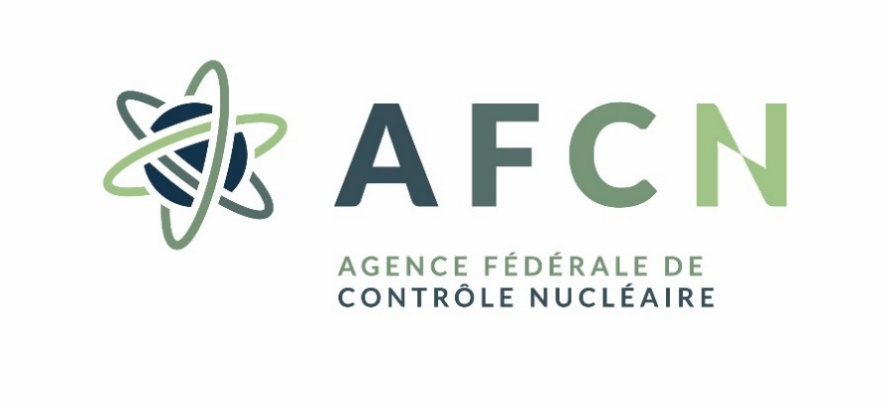 AFCN
AGENCE FÉDÉRALE DE
CONTRÔLE NUCLÉAIRE